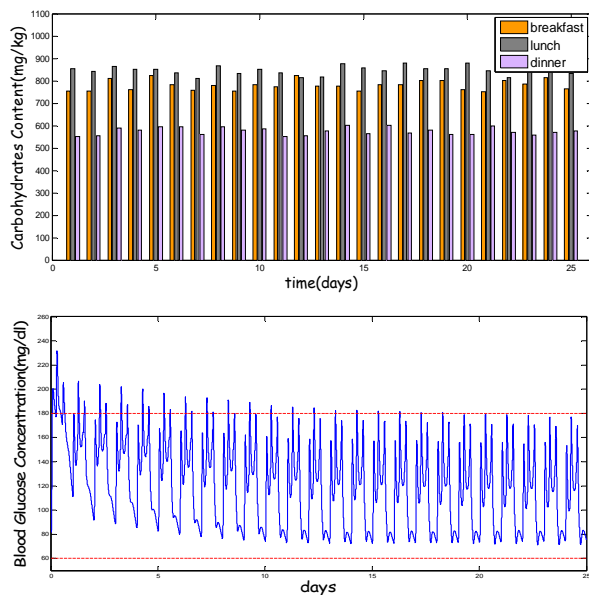 1100
1000
900
800
700
600
500
400
300
200
100
0
Carbohydrates Content(mg/kg)
breakfast
lunch
dinner
0 5 10 15 20 25
time(days)
260
240
220
200
180
160
140
120
100
80
60
Blood Glucose Concentration(mg/dl)
0 5 10 15 20 25
days